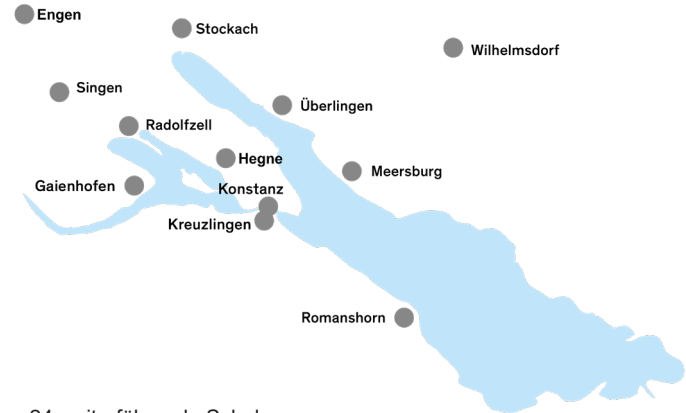 Engen
Stockach
Wilhelmsdorf
Singen
Überlingen
Radolfzell
Hegne
Meersburg
Gaienhofen
Konstanz
Kreuzlingen
Romanshorn